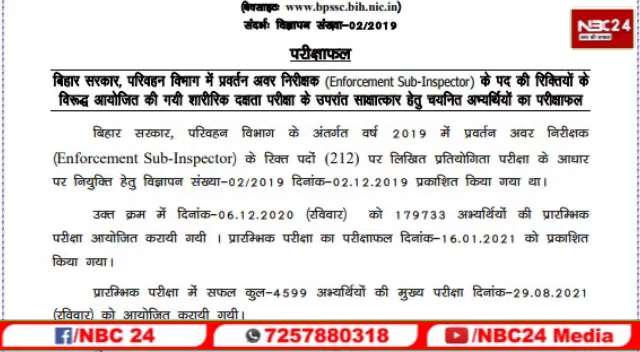 (वेबसाइटः www.bpssc.bih.nic.in)
संदर्भः विज्ञापन संख्या-02/2019
NBC24
परीक्षाफल
बिहार सरकार, परिवहन विभाग में प्रवर्तन अवर निरीक्षक (Enforcement Sub-Inspector) के पद की रिक्तियों के
विरूद्ध आयोजित की गयी शारीरिक दक्षता परीक्षा के उपरांत साक्षात्कार हेतु चयनित अभ्यर्थियों का परीक्षाफल
बिहार सरकार, परिवहन विभाग के अंतर्गत वर्ष 2019 में प्रवर्तन अवर निरीक्षक
(Enforcement Sub-Inspector) के रिक्त पदों (212) पर लिखित प्रतियोगिता परीक्षा के आधार
पर नियुक्ति हेतु विज्ञापन संख्या-02/2019 दिनांक-02.12.2019 प्रकाशित किया गया था।
उक्त क्रम में दिनांक-06.12.2020 (रविवार) को 179733 अभ्यर्थियों की प्रारम्भिक
परीक्षा आयोजित करायी गयी । प्रारम्भिक परीक्षा का परीक्षाफल दिनांक-16.01.2021 को प्रकाशित
किया गया।
प्रारम्भिक परीक्षा में सफल कुल-4599 अभ्यर्थियों की मुख्य परीक्षा दिनांक-29.08.2021
(रविवार) को आयोजित करायी गयी।
/NBC 24
7257880318
/NBC24 Media